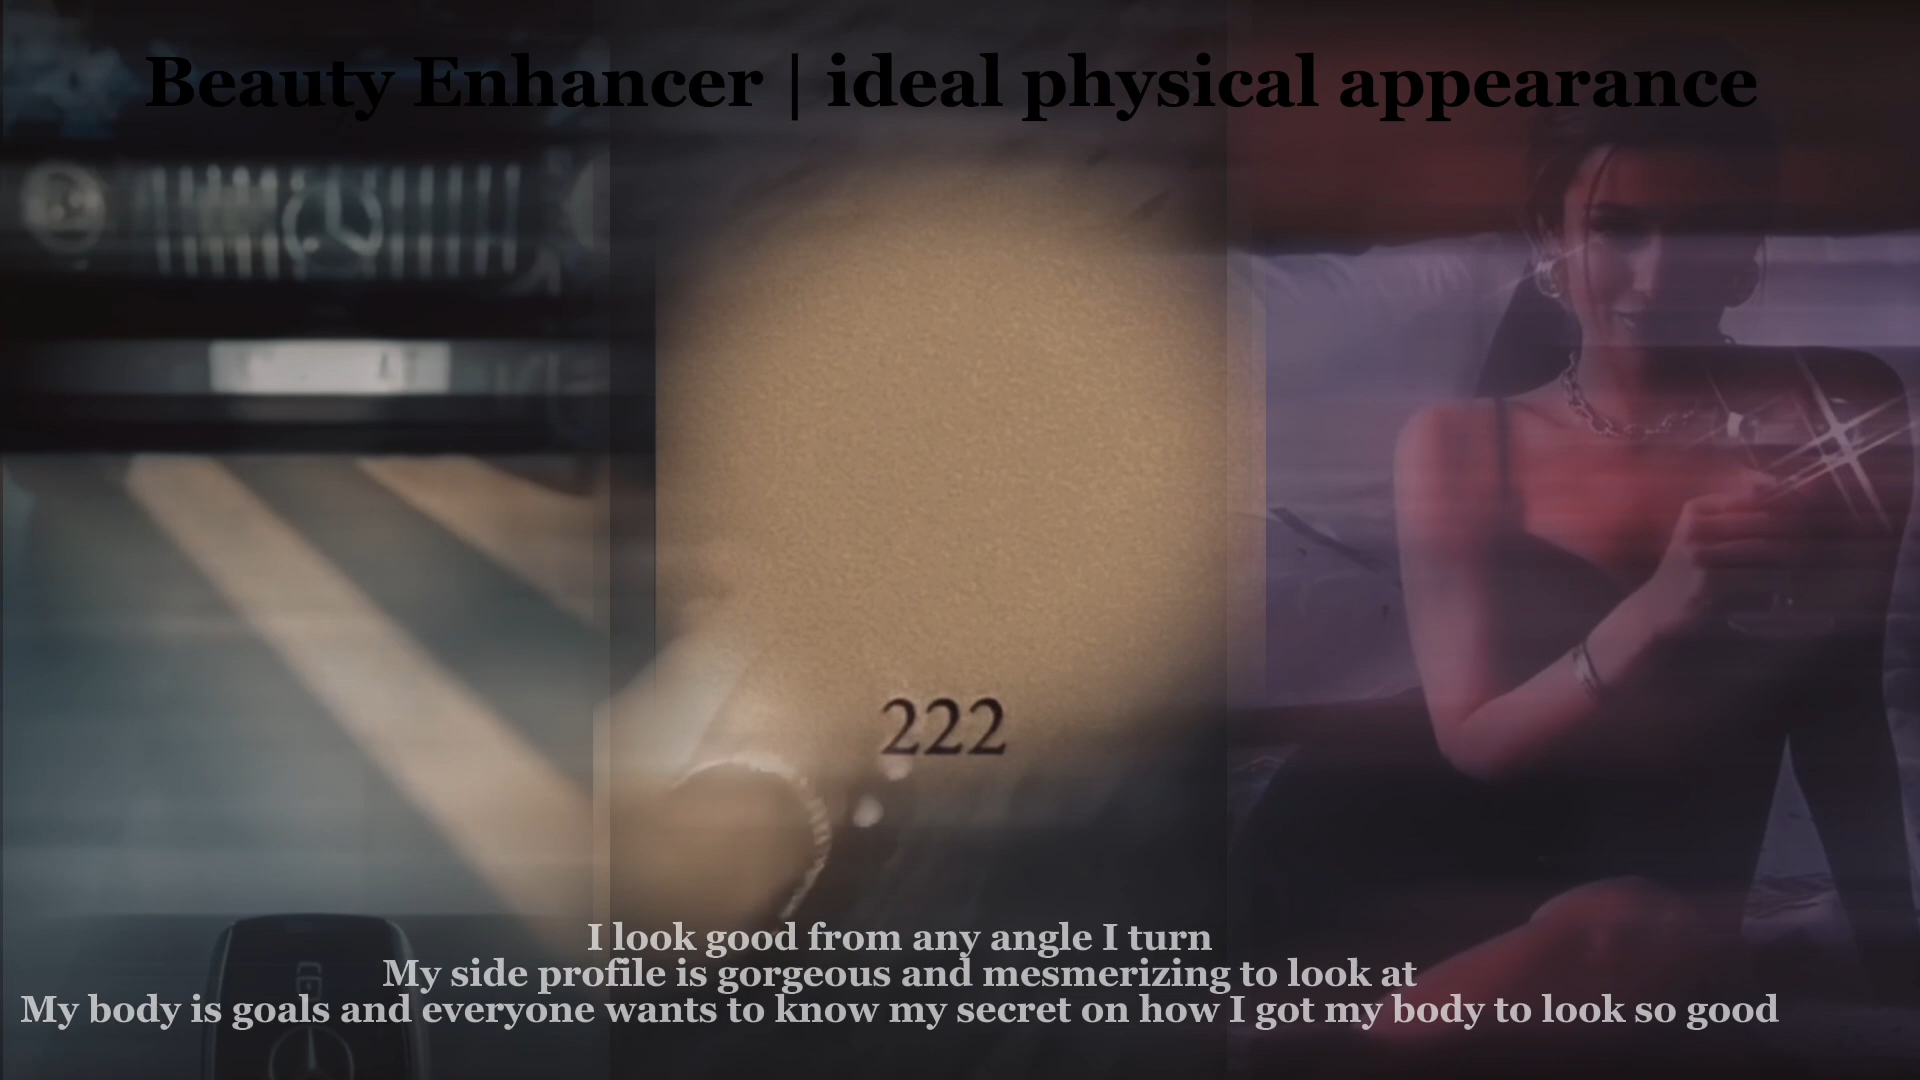 Beauty Enhancer | ideal physical appearance
222
I look good from any angle I turn
My side profile is gorgeous and mesmerizing to look at
My body is goals and everyone wants to know my secret on how I got my body to look so good